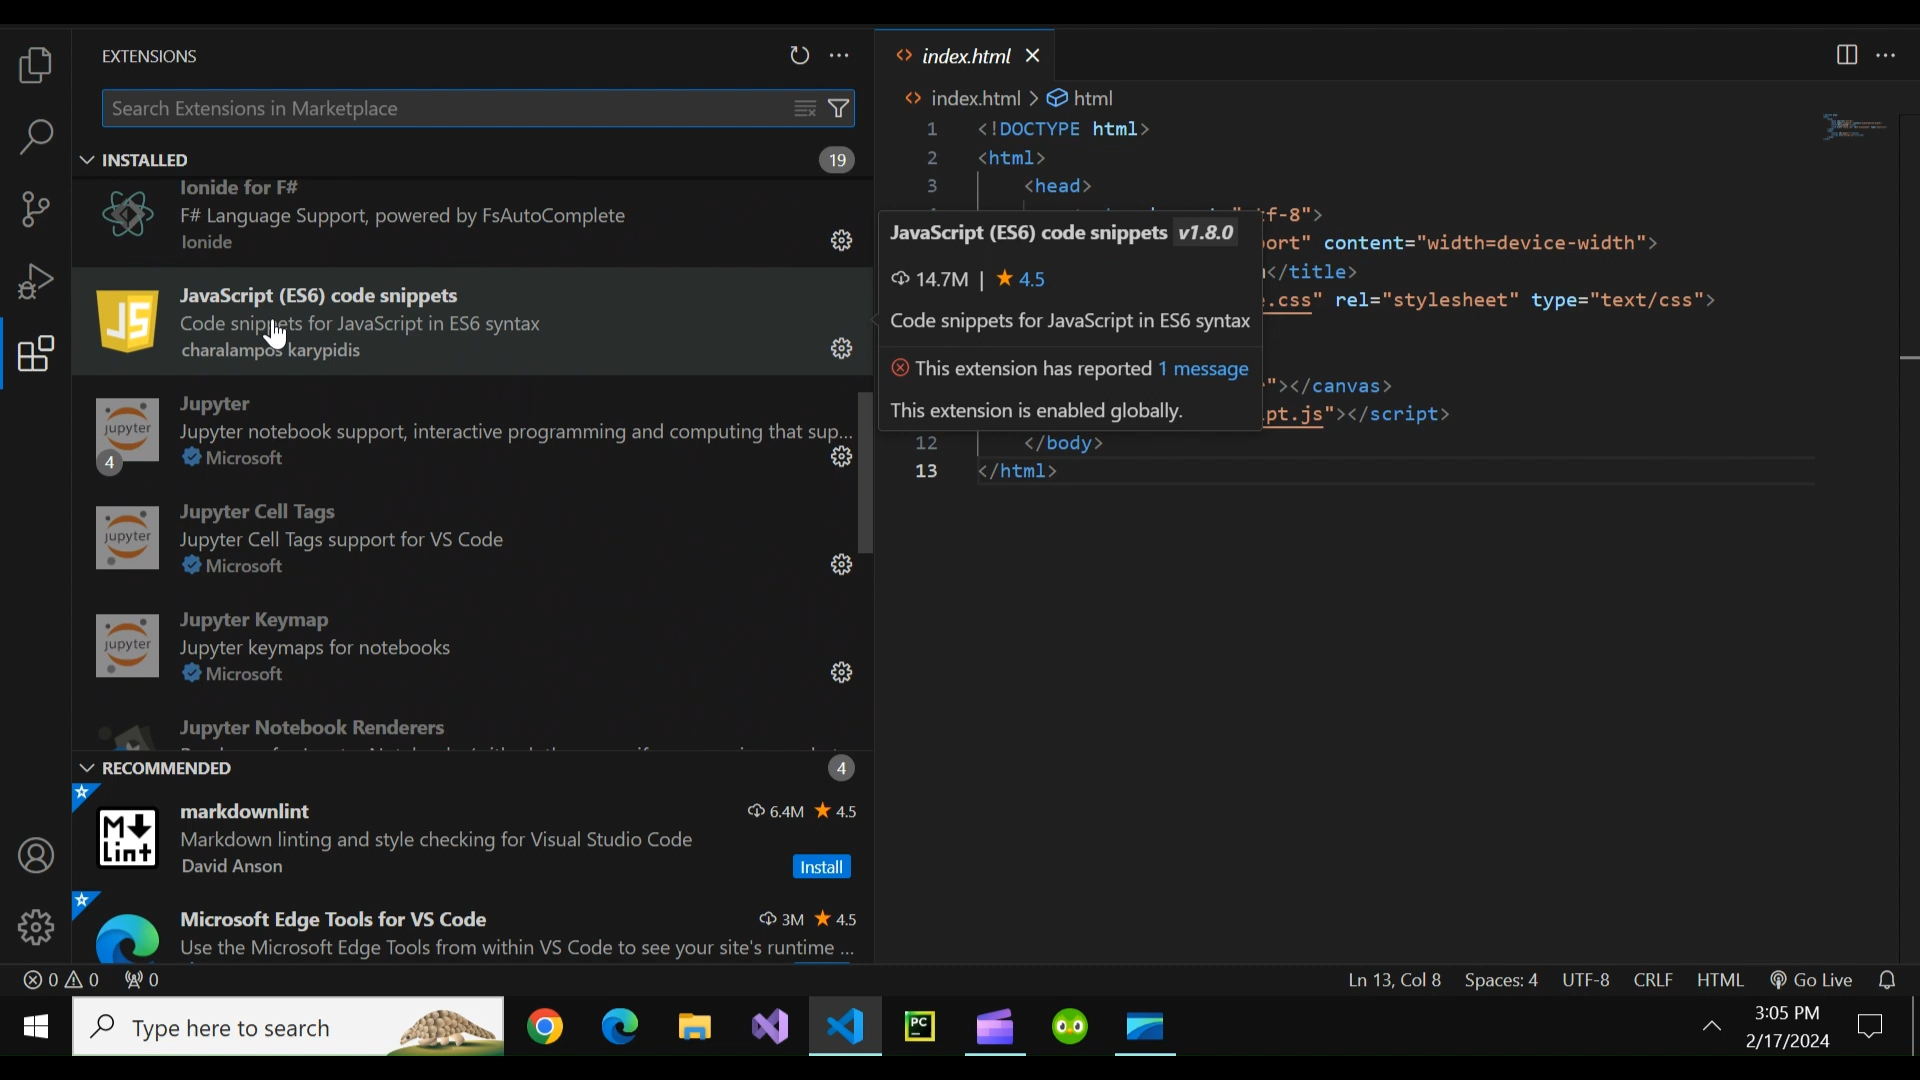 EXTENSIONS
Search Extensions in Marketplace
INSTALLED 19
Ionide for F#
F# Language Support, powered by FsAutoComplete
Ionide
JavaScript (ES6) code snippets
Code snippets for JavaScript in ES6 syntax
charalampos karypidis
JS
Jupyter
Jupyter notebook support, interactive programming and computing that sup...
Microsoft
jupyter
4
Jupyter Cell Tags
Jupyter Cell Tags support for VS Code
Microsoft
jupyter
Jupyter Keymap
Jupyter keymaps for notebooks
Microsoft
jupyter
Jupyter Notebook Renderers
RECOMMENDED 4
markdownlint 6.4M 4.5
Markdown linting and style checking for Visual Studio Code
David Anson
Install
M
Lint
Microsoft Edge Tools for VS Code 3M 4.5
Use the Microsoft Edge Tools from within VS Code to see your site's runtime ...
index.html
index.html > html
1 <!DOCTYPE html>
2 <html>
3 <head>
tf-8">
ort" content="width=device-width">
</title>
.css" rel="stylesheet" type="text/css">
"></canvas>
pt.js"></script>
12 </body>
13 </html>
JavaScript (ES6) code snippets v1.8.0
14.7M | 4.5
Code snippets for JavaScript in ES6 syntax
This extension has reported 1 message
This extension is enabled globally.
0 0 0
Ln 13, Col 8 Spaces: 4 UTF-8 CRLF HTML Go Live
Type here to search
PC
3:05 PM
2/17/2024